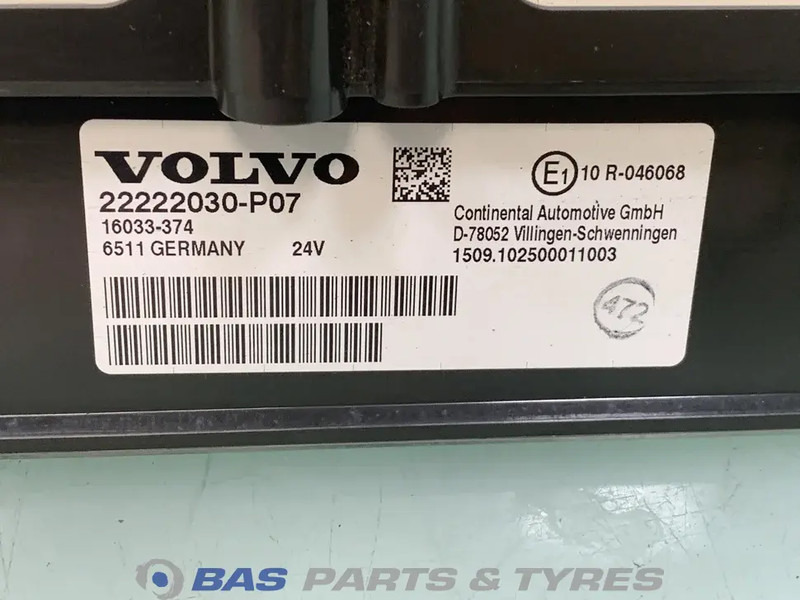 VOLVO
22222030-P07
16033-374
6511 GERMANY 24V
E1 10 R-046068
Continental Automotive GmbH
D-78052 Villingen-Schwenningen
1509.102500011003
472
BAS PARTS & TYRES